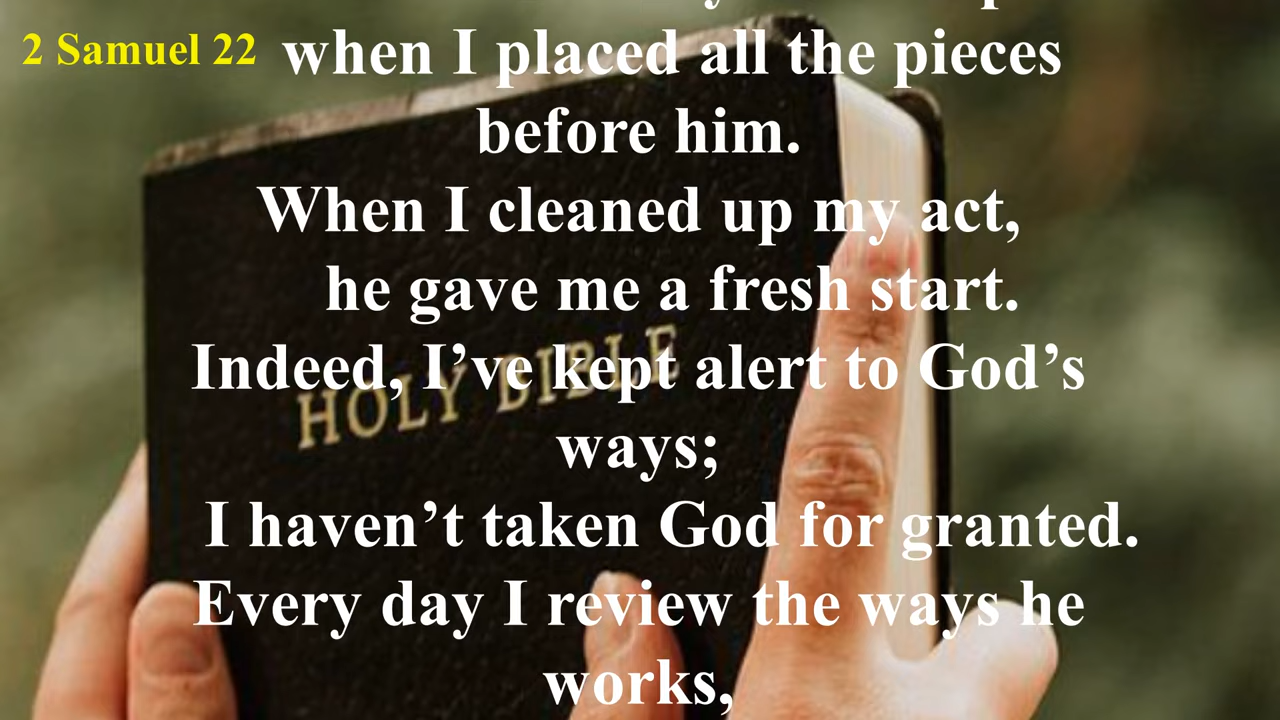 2 Samuel 22
when I placed all the pieces
before him.
When I cleaned up my act,
he gave me a fresh start.
Indeed, I’ve kept alert to God’s
ways;
I haven’t taken God for granted.
Every day I review the ways he
works,
HOLY BIBLE